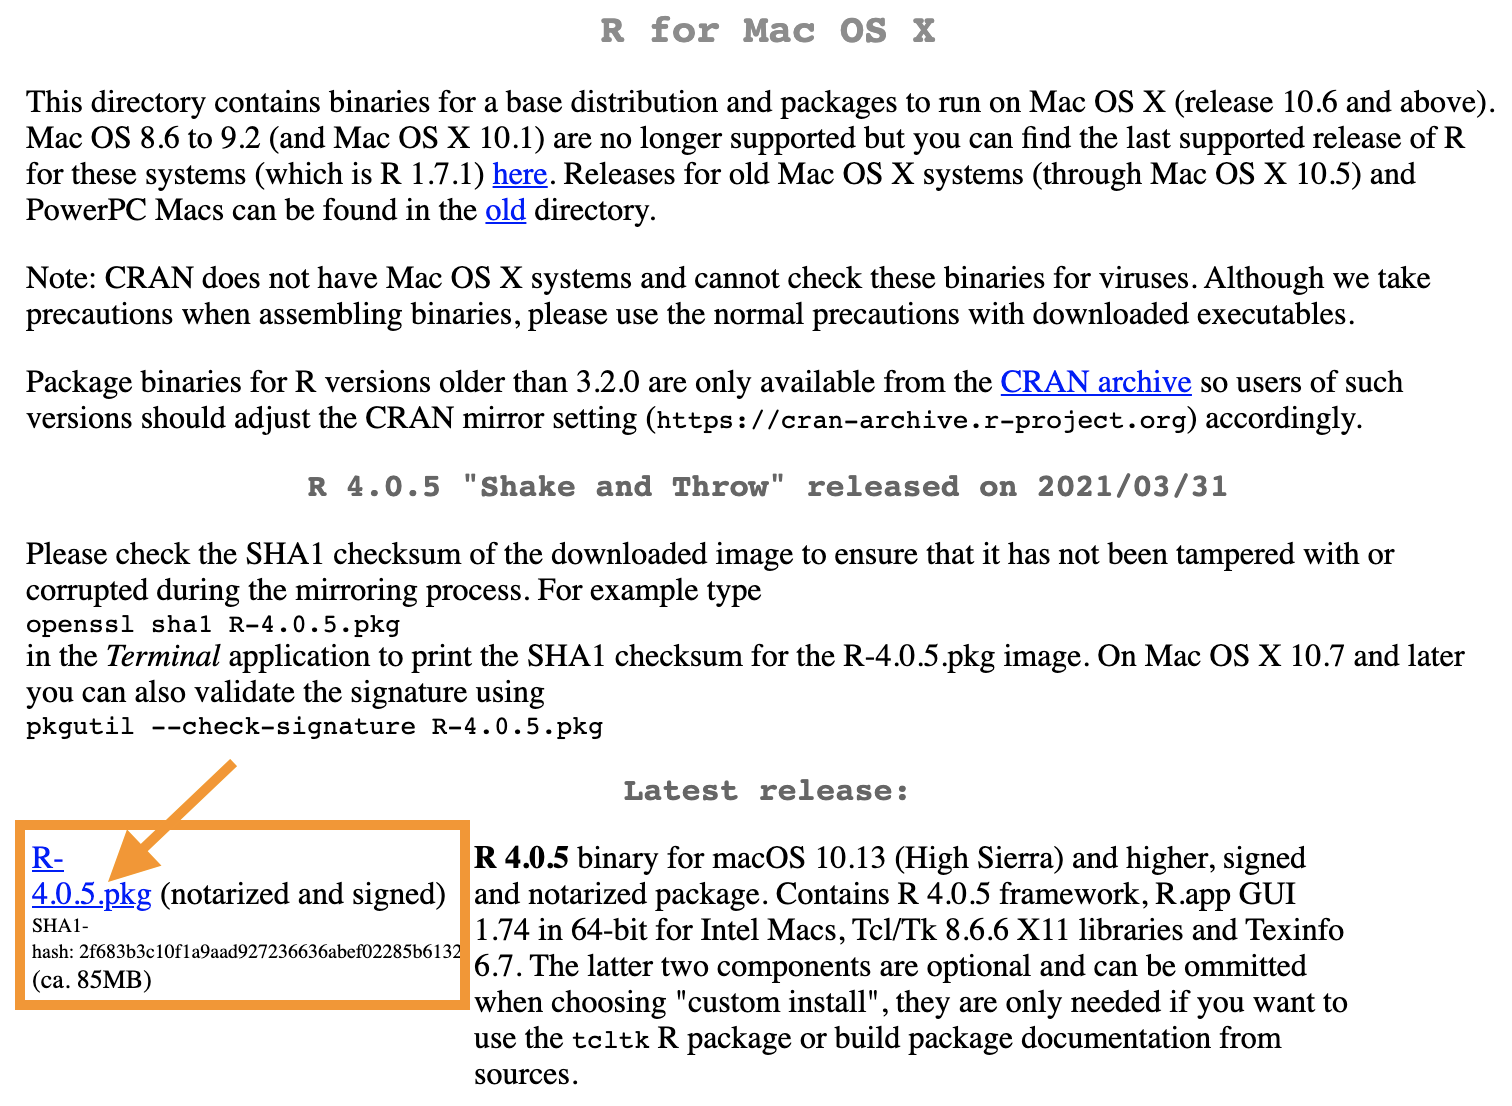 R for Mac OS X
This directory contains binaries for a base distribution and packages to run on Mac OS X (release 10.6 and above).
Mac OS 8.6 to 9.2 (and Mac OS X 10.1) are no longer supported but you can find the last supported release of R
for these systems (which is R 1.7.1) here. Releases for old Mac OS X systems (through Mac OS X 10.5) and
PowerPC Macs can be found in the old directory.
Note: CRAN does not have Mac OS X systems and cannot check these binaries for viruses. Although we take
precautions when assembling binaries, please use the normal precautions with downloaded executables.
Package binaries for R versions older than 3.2.0 are only available from the CRAN archive so users of such
versions should adjust the CRAN mirror setting (https://cran-archive.r-project.org) accordingly.
R 4.0.5 "Shake and Throw" released on 2021/03/31
Please check the SHA1 checksum of the downloaded image to ensure that it has not been tampered with or
corrupted during the mirroring process. For example type
openssl sha1 R-4.0.5.pkg
in the Terminal application to print the SHA1 checksum for the R-4.0.5.pkg image. On Mac OS X 10.7 and later
you can also validate the signature using
pkgutil --check-signature R-4.0.5.pkg
Latest release:
R-
4.0.5.pkg (notarized and signed)
SHA1-
hash: 2f683b3c10f1a9aad927236636abef02285b6132
(ca. 85MB)
R 4.0.5 binary for macOS 10.13 (High Sierra) and higher, signed
and notarized package. Contains R 4.0.5 framework, R.app GUI
1.74 in 64-bit for Intel Macs, Tcl/Tk 8.6.6 X11 libraries and Texinfo
6.7. The latter two components are optional and can be ommitted
when choosing "custom install", they are only needed if you want to
use the tcltk R package or build package documentation from
sources.